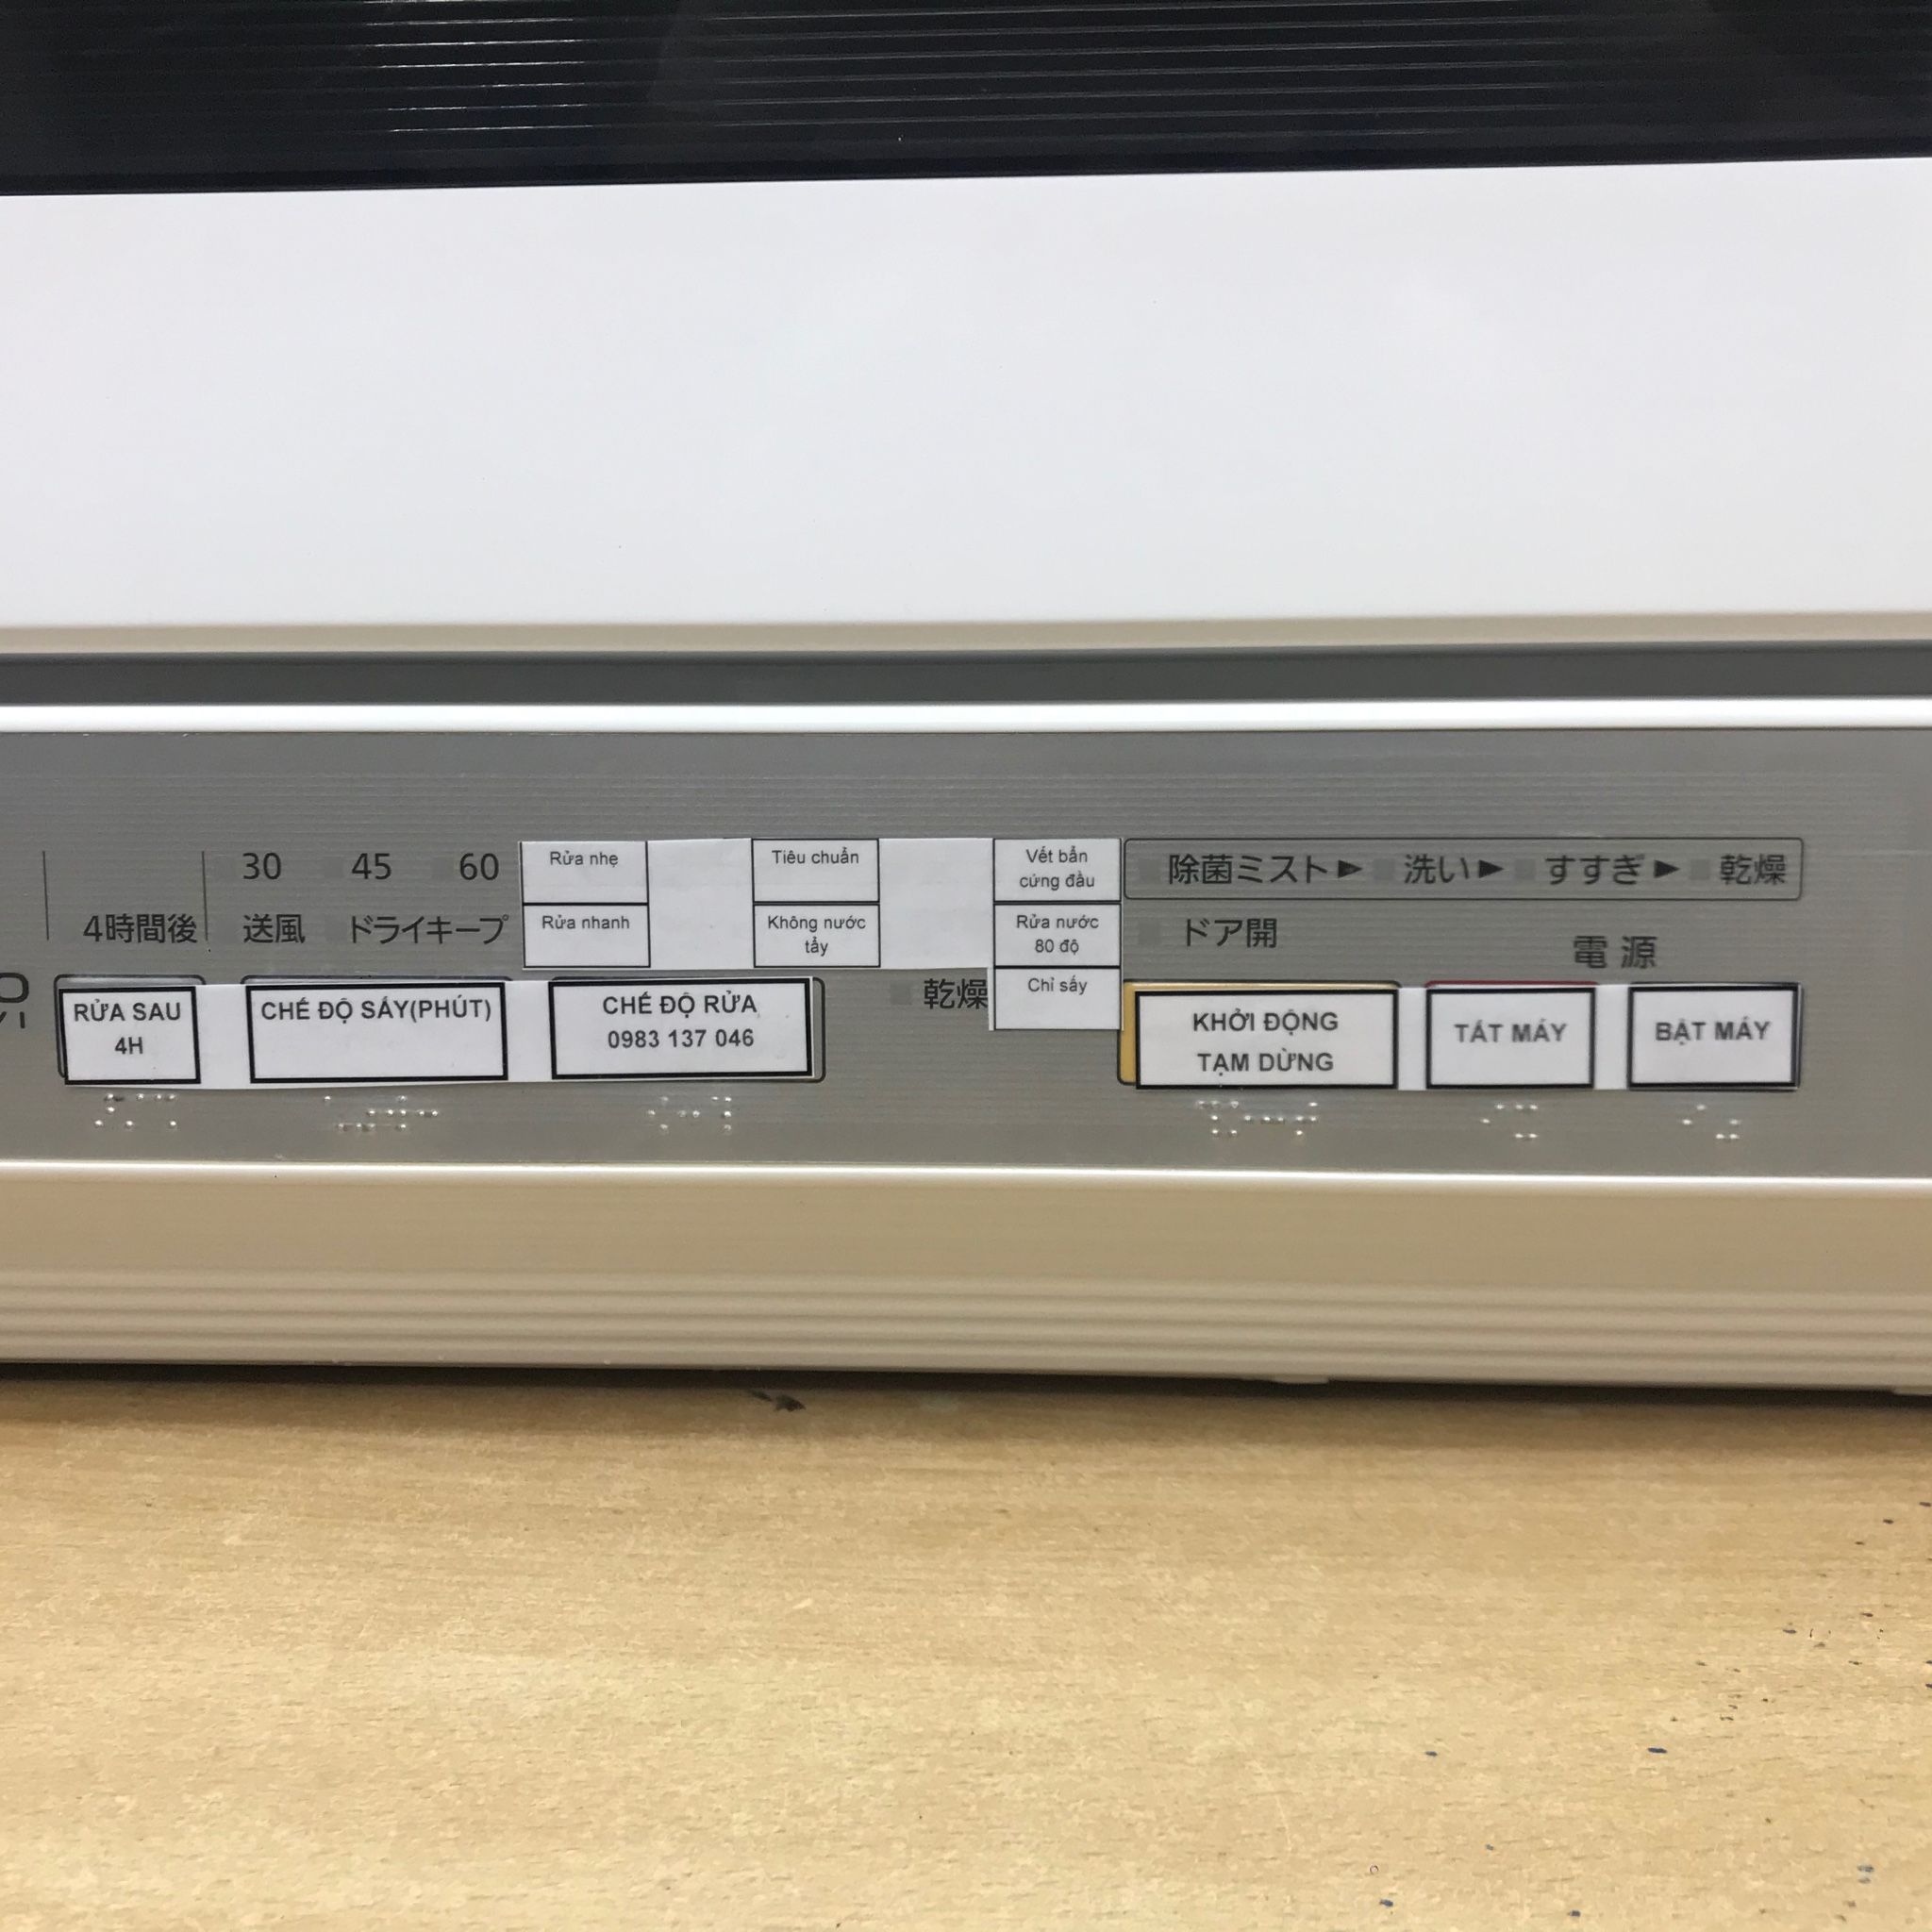 30 45 60
4時間後 送風 ドライキープ
Rửa nhẹ
Rửa nhanh
Tiêu chuẩn
Không nước
tẩy
Vết bẩn
cứng đầu
Rửa nước
80 độ
乾燥
Chỉ sấy
除菌ミスト▶ 洗い▶ すすぎ▶ 乾燥
ドア開
電源
RỬA SAU
4H
CHẾ ĐỘ SẤY(PHÚT)
CHẾ ĐỘ RỬA
0983 137 046
KHỞI ĐỘNG
TẠM DỪNG
TẮT MÁY
BẬT MÁY